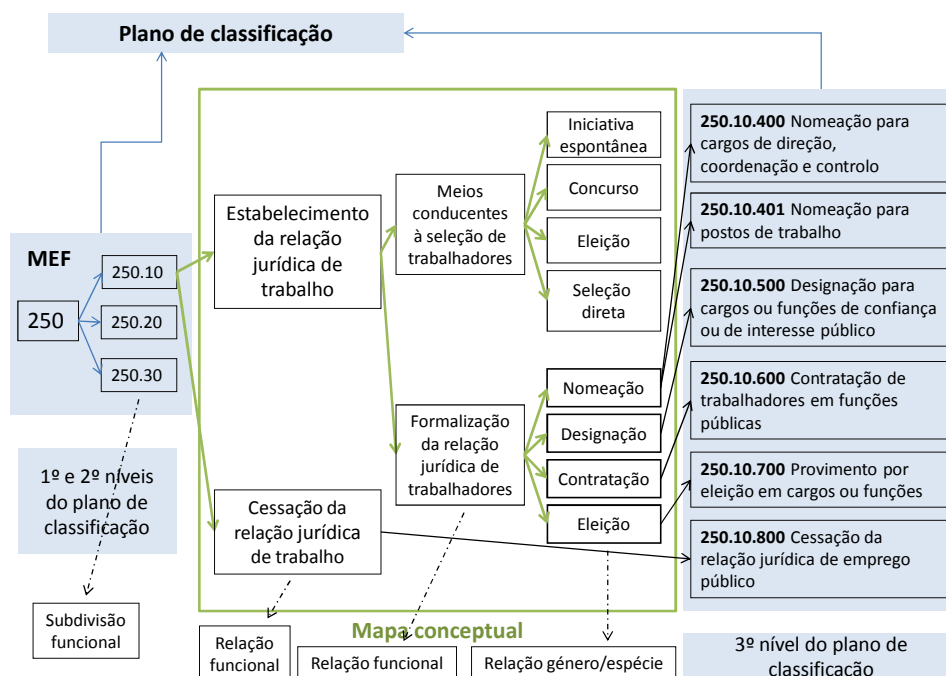 Plano de classificação
MEF
250
250.10
250.20
250.30
1º e 2º níveis
do plano de
classificação
Subdivisão
funcional
Estabelecimento
da relação
jurídica de
trabalho
Cessação da
relação jurídica
de trabalho
Meios
conducentes
à seleção de
trabalhadores
Formalização
da relação
jurídica de
trabalhadores
Iniciativa
espontânea
Concurso
Eleição
Seleção
direta
Nomeação
Designação
Contratação
Eleição
Mapa conceptual
Relação
funcional
Relação funcional
Relação género/espécie
250.10.400 Nomeação para
cargos de direção,
coordenação e controlo
250.10.401 Nomeação para
postos de trabalho
250.10.500 Designação para
cargos ou funções de confiança
ou de interesse público
250.10.600 Contratação de
trabalhadores em funções
públicas
250.10.700 Provimento por
eleição em cargos ou funções
250.10.800 Cessação da
relação jurídica de emprego
público
3º nível do plano de
classificação